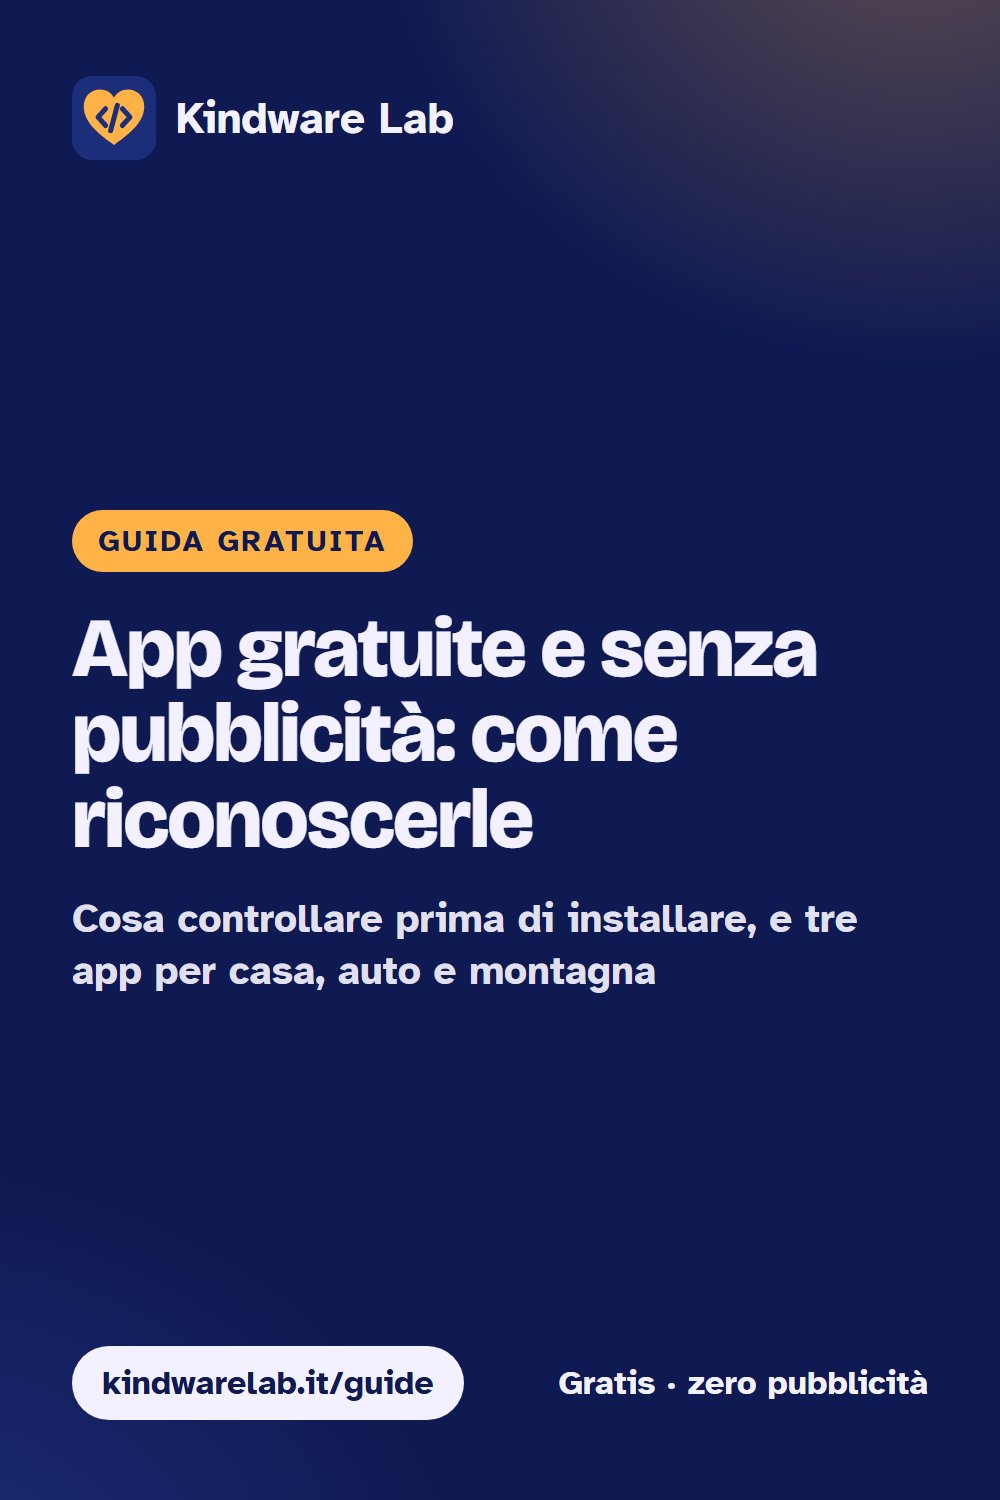 Kindware Lab
GUIDA GRATUITA
App gratuite e senza
pubblicità: come
riconoscerle
Cosa controllare prima di installare, e tre
app per casa, auto e montagna
kindwarelab.it/guide
Gratis · zero pubblicità